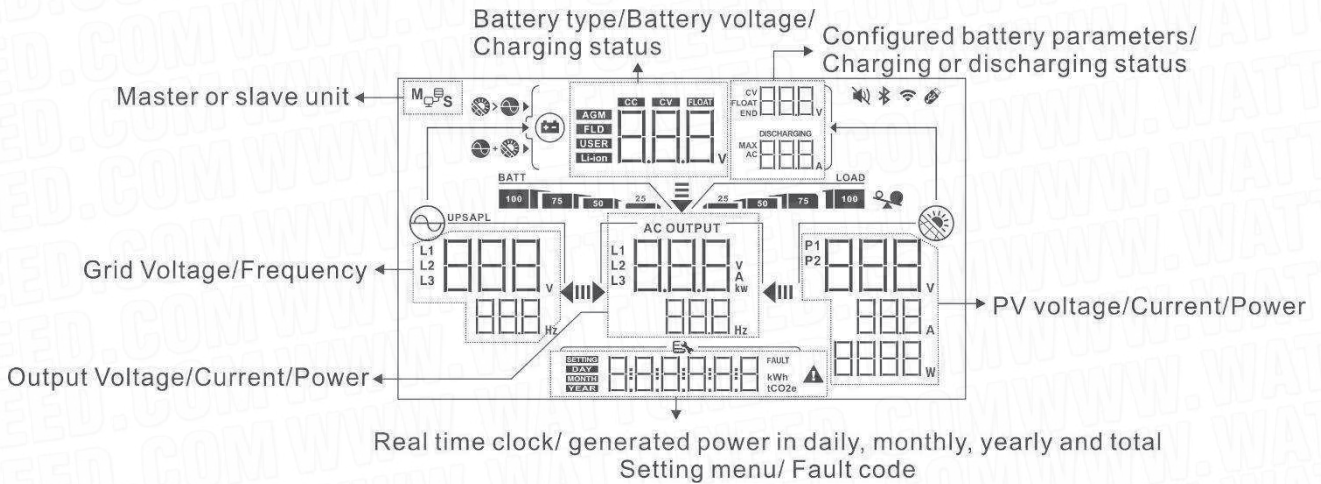 Battery type/Battery voltage/
Charging status
Configured battery parameters/
Charging or discharging status
Master or slave unit
M S
CC CV FLOAT
AGM
FLD
USER
Li-ion
V
CV
FLOAT
END
V
DISCHARGING
MAX
AC
A
BATT
LOAD
100 75 50 25 25 50 75 100
UPSAPL
AC OUTPUT
L1
L2
L3
V
Hz
L1
L2
L3
V
A
kw
Hz
P1
P2
V
A
W
Grid Voltage/Frequency
PV voltage/Current/Power
Output Voltage/Current/Power
SETTING
DAY
MONTH
YEAR
FAULT
kWh
tCO2e
Real time clock/ generated power in daily, monthly, yearly and total
Setting menu/ Fault code